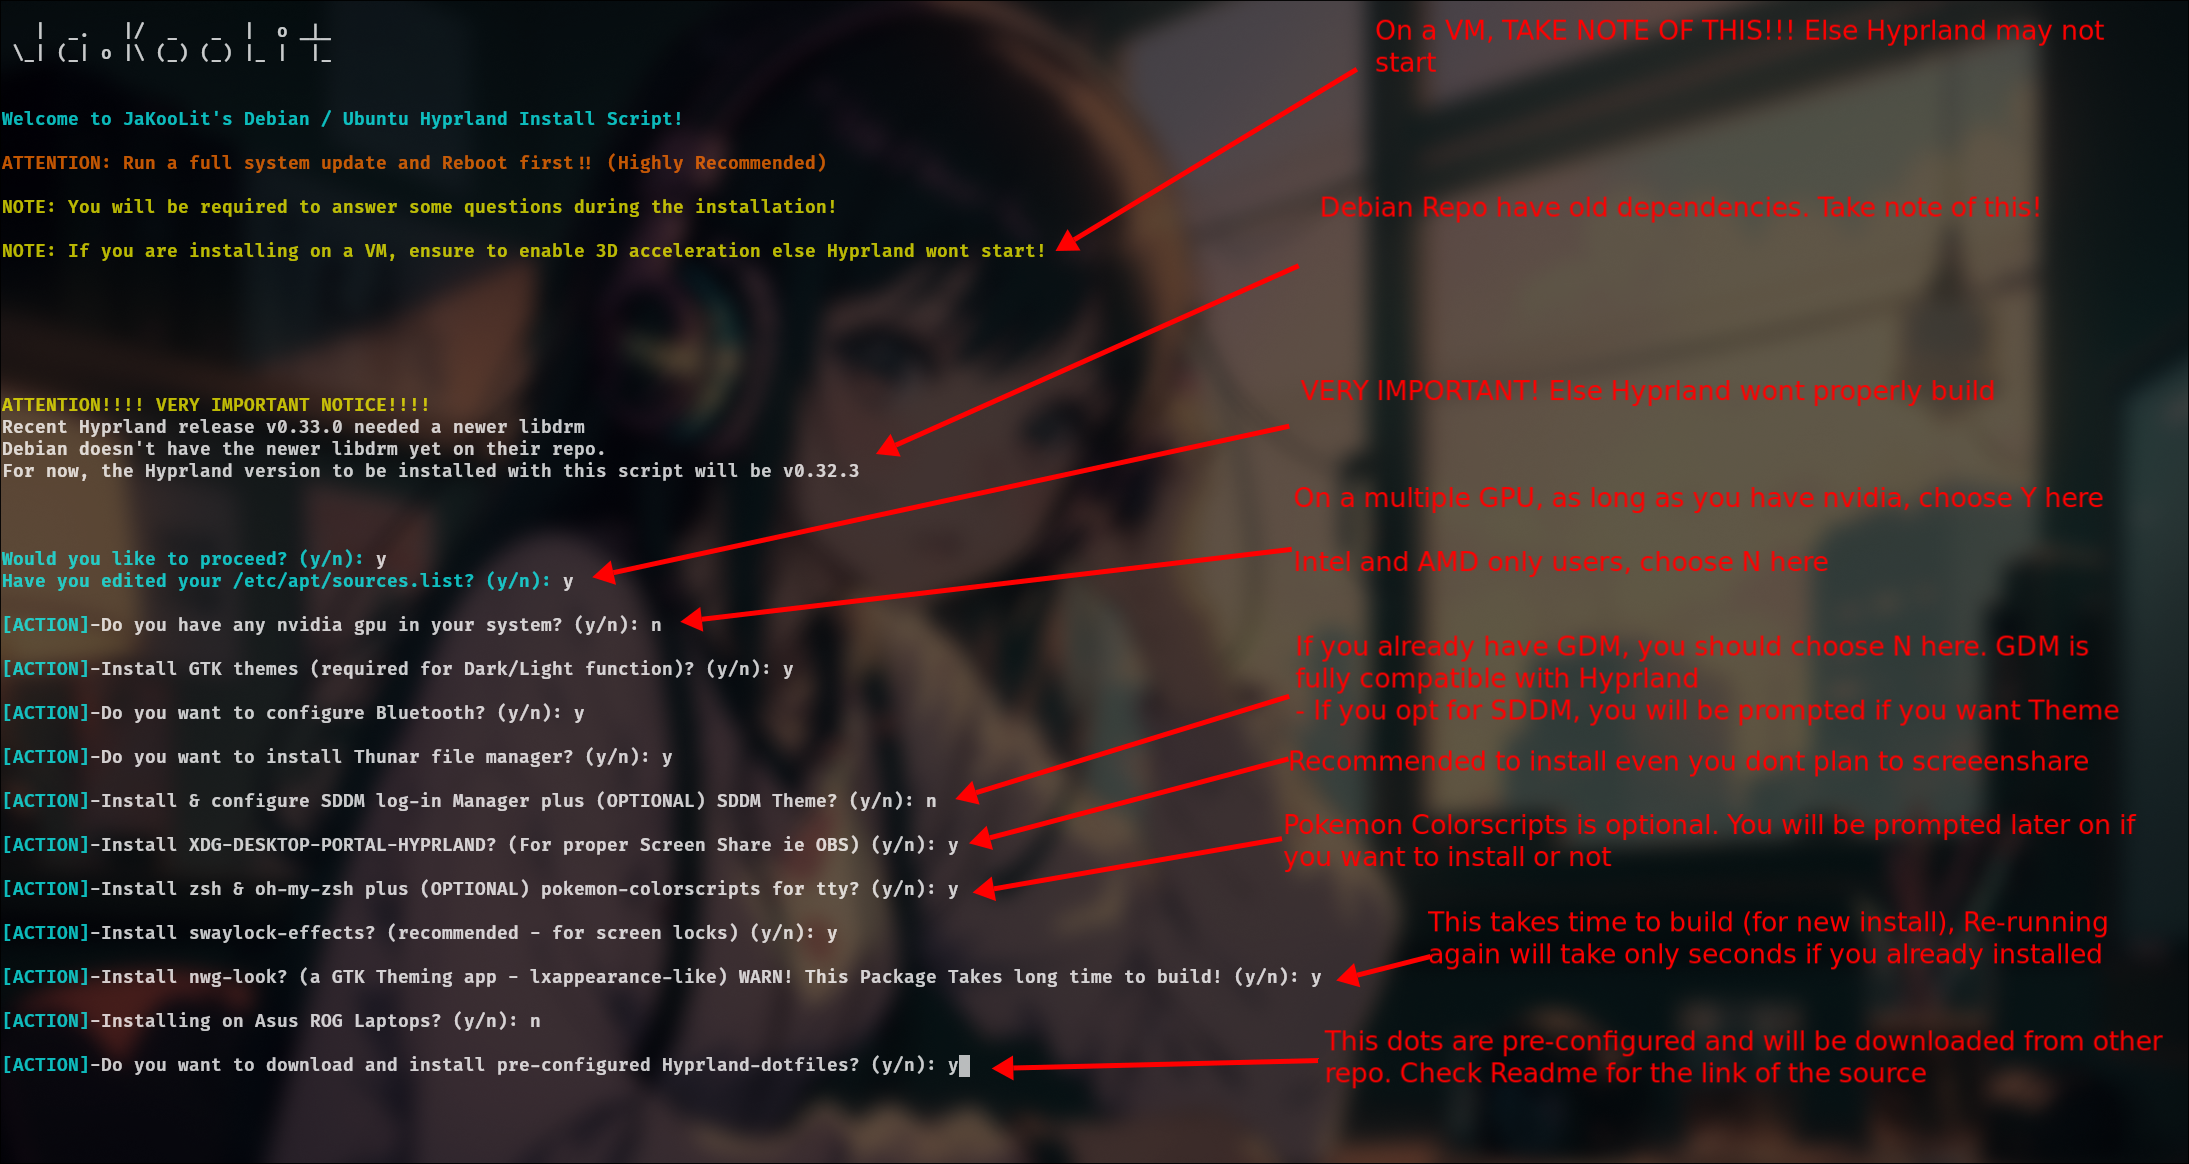 Ja KooLit
Welcome to JaKooLit's Debian / Ubuntu Hyprland Install Script!
ATTENTION: Run a full system update and Reboot first!! (Highly Recommended)
NOTE: You will be required to answer some questions during the installation!
NOTE: If you are installing on a VM, ensure to enable 3D acceleration else Hyprland wont start!
ATTENTION!!!! VERY IMPORTANT NOTICE!!!!
Recent Hyprland release v0.33.0 needed a newer libdrm
Debian doesn't have the newer libdrm yet on their repo.
For now, the Hyprland version to be installed with this script will be v0.32.3
Would you like to proceed? (y/n): y
Have you edited your /etc/apt/sources.list? (y/n): y
[ACTION]-Do you have any nvidia gpu in your system? (y/n): n
[ACTION]-Install GTK themes (required for Dark/Light function)? (y/n): y
[ACTION]-Do you want to configure Bluetooth? (y/n): y
[ACTION]-Do you want to install Thunar file manager? (y/n): y
[ACTION]-Install & configure SDDM log-in Manager plus (OPTIONAL) SDDM Theme? (y/n): n
[ACTION]-Install XDG-DESKTOP-PORTAL-HYPRLAND? (For proper Screen Share ie OBS) (y/n): y
[ACTION]-Install zsh & oh-my-zsh plus (OPTIONAL) pokemon-colorscripts for tty? (y/n): y
[ACTION]-Install swaylock-effects? (recommended - for screen locks) (y/n): y
[ACTION]-Install nwg-look? (a GTK Theming app - lxappearance-like) WARN! This Package Takes long time to build! (y/n): y
[ACTION]-Installing on Asus ROG Laptops? (y/n): n
[ACTION]-Do you want to download and install pre-configured Hyprland-dotfiles? (y/n): y
On a VM, TAKE NOTE OF THIS!!! Else Hyprland may not
start
Debian Repo have old dependencies. Take note of this!
VERY IMPORTANT! Else Hyprland wont properly build
On a multiple GPU, as long as you have nvidia, choose Y here
Intel and AMD only users, choose N here
If you already have GDM, you should choose N here. GDM is
fully compatible with Hyprland
- If you opt for SDDM, you will be prompted if you want Theme
Recommended to install even you dont plan to screeenshare
Pokemon Colorscripts is optional. You will be prompted later on if
you want to install or not
This takes time to build (for new install), Re-running
again will take only seconds if you already installed
This dots are pre-configured and will be downloaded from other
repo. Check Readme for the link of the source